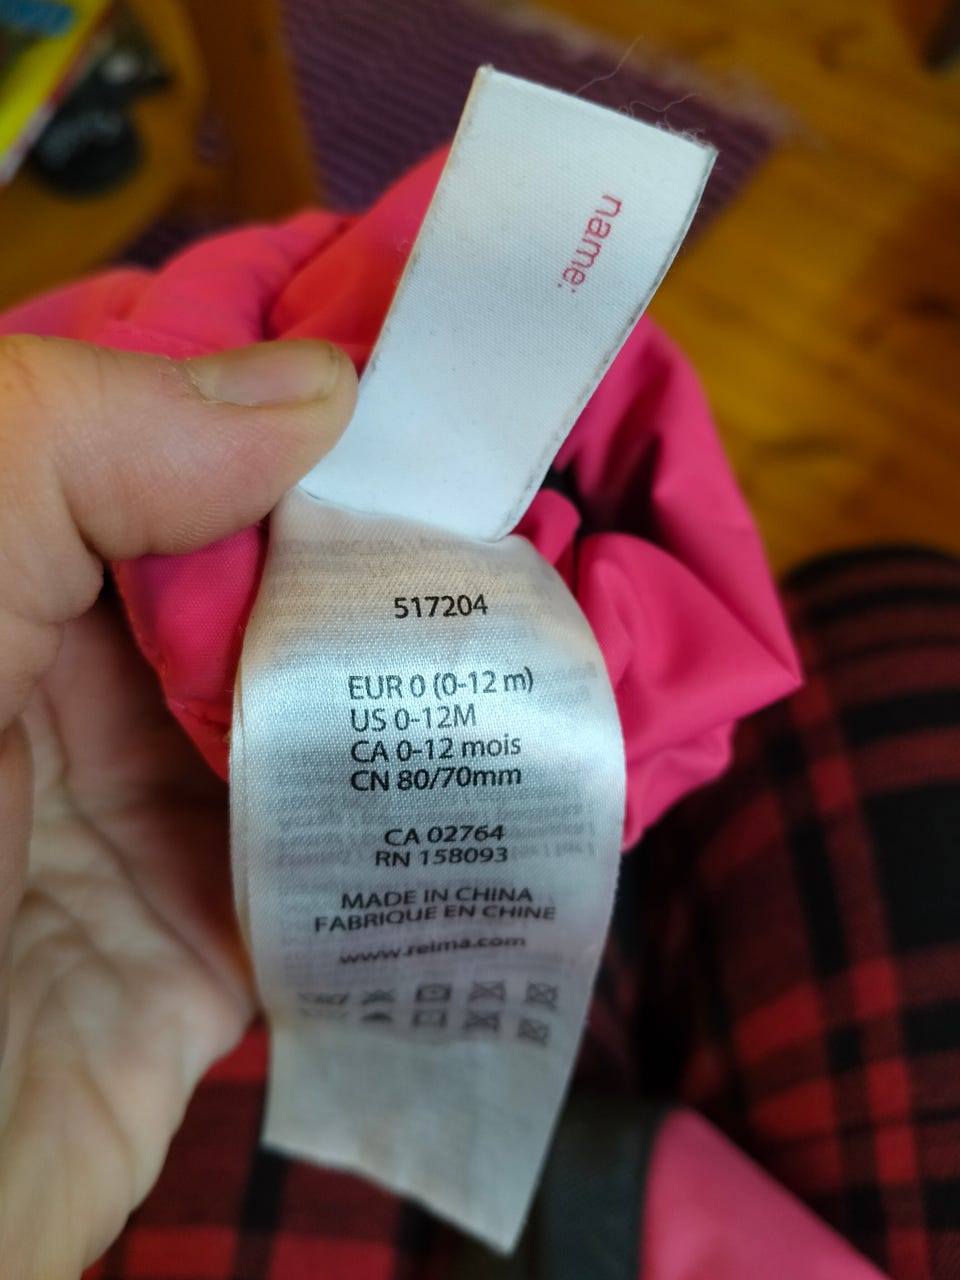 name:
517204
EUR 0 (0-12 m)
US 0-12M
CA 0-12 mois
CN 80/70mm
CA 02764
RN 158093
MADE IN CHINA
FABRIQUE EN CHINE
www.reima.com